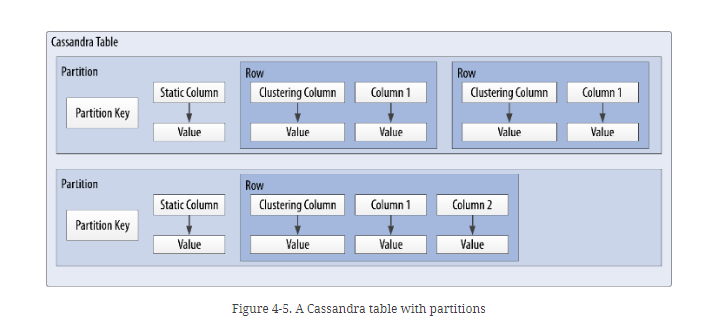 Cassandra Table
Partition
Row
Row
Static Column
Clustering Column
Column 1
Clustering Column
Column 1
Partition Key
Value
Value
Value
Value
Value
Partition
Row
Static Column
Clustering Column
Column 1
Column 2
Partition Key
Value
Value
Value
Value
Figure 4-5. A Cassandra table with partitions